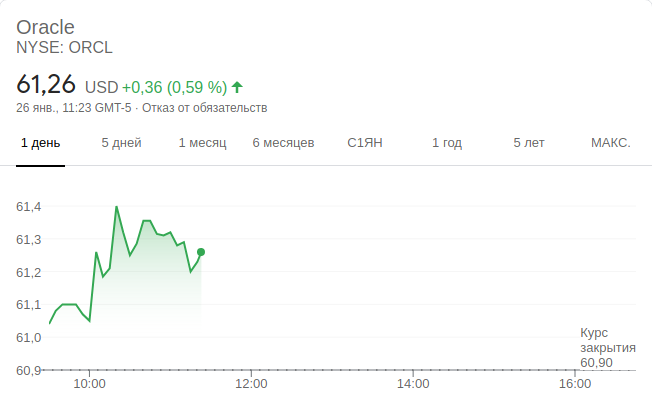 Oracle
NYSE: ORCL
61,26 USD +0,36 (0,59 %)
26 янв., 11:23 GMT-5 · Отказ от обязательств
1 день 5 дней 1 месяц 6 месяцев С1ЯН 1 год 5 лет МАКС.
61,4
61,3
61,2
61,1
61,0
60,9
Курс
закрытия
60,90
10:00 12:00 14:00 16:00